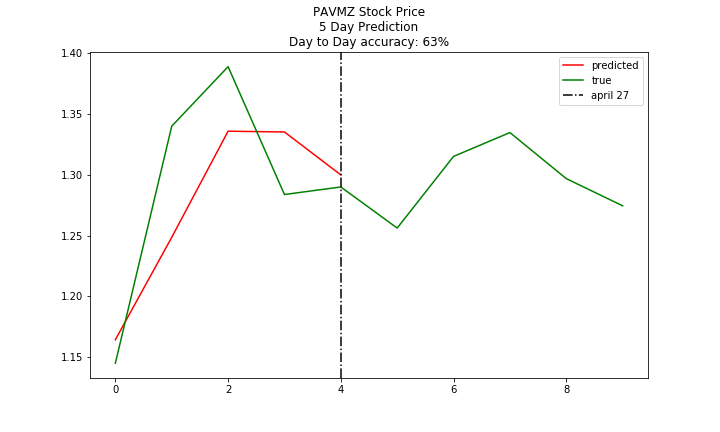 PAVMZ Stock Price
5 Day Prediction
Day to Day accuracy: 63%
1.40
1.35
1.30
1.25
1.20
1.15
0
2
4
6
8
predicted
true
april 27